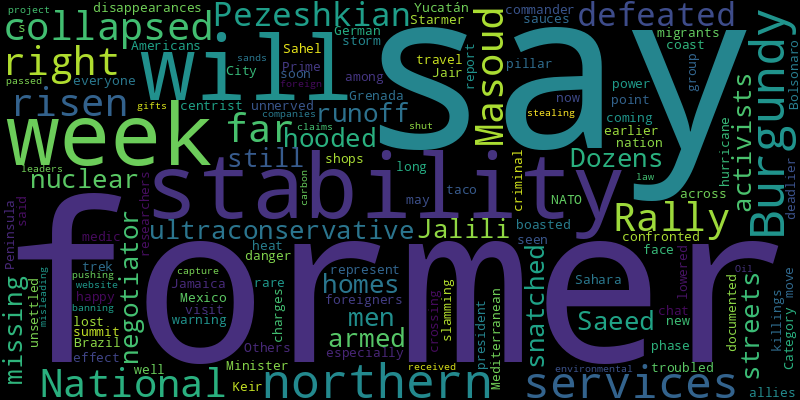 project
disappearances
Pezeshkian
Yucatán
commander
defeated
collapsed
s
will
say
German
Starmer
sauces
migrants
Americans
Sahel
storm
travel
report
pillar
coast
Jair
right
City
Prime
soon
among
Masoud
group
Bolsonaro
passed
everyone
centrist
unnerved
Grenada
power
now
point
risen
gifts
companies
runoff
foreign
stealing
coming
earlier
nation
week
far
hooded
claims
shut
Dozens
activists
Burgundy
hurricane
deadlier
leaders
still
shops
long
law
across
nuclear
stability
carbon
may
taco
criminal
NATO
Peninsula
said
researchers
ultraconservative
Jalili
boasted
seen
Rally
confronted
former
medic
heat
danger
face
lowered
Oil
unsettled
misleading
pushing
website
banning
trek
happy
negotiator
capture
Jamaica
Mexico
visit
warning
rare
represent
homes
foreigners
crossing
slamming
Sahara
chat
new
documented
killings
Category
move
missing
lost
summit
Brazil
effect
charges
men
armed
especially
president
Mediterranean
snatched
Saeed
phase
streets
Others
Minister
Keir
well
received
environmental
troubled
National
northern
services
allies